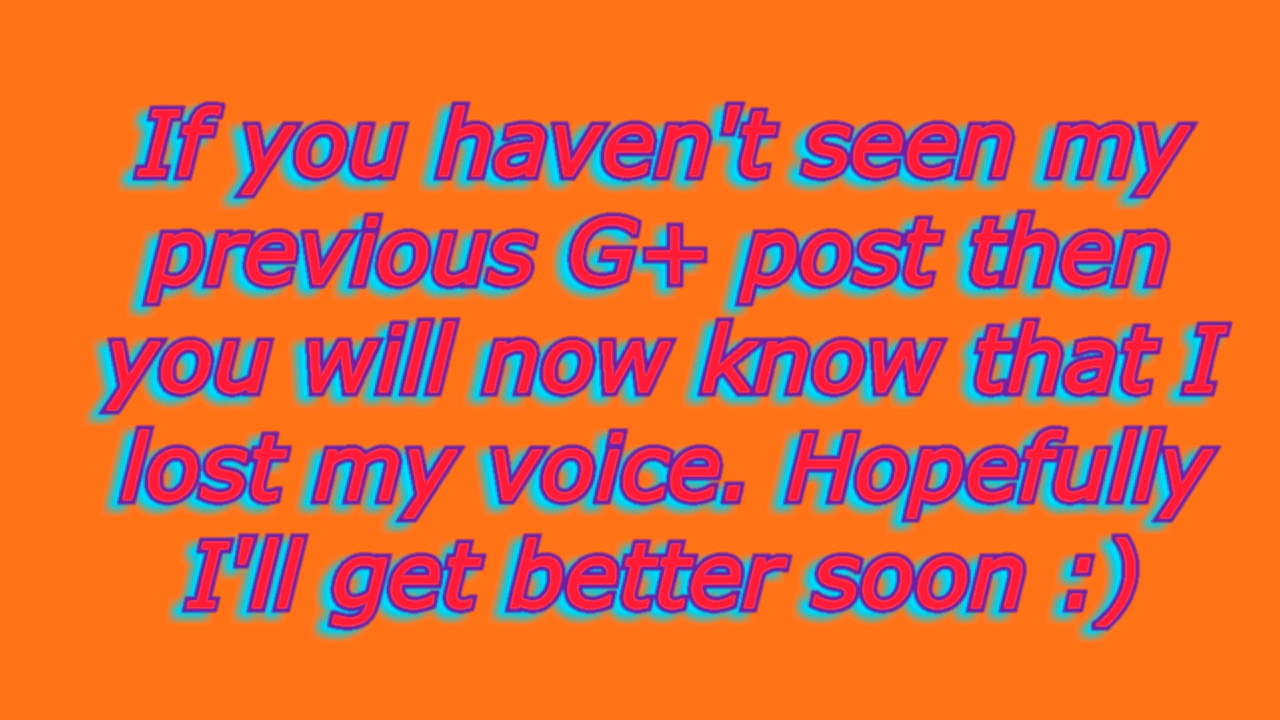 If you haven't seen my
previous G+ post then
you will now know that I
lost my voice. Hopefully
I'll get better soon :)